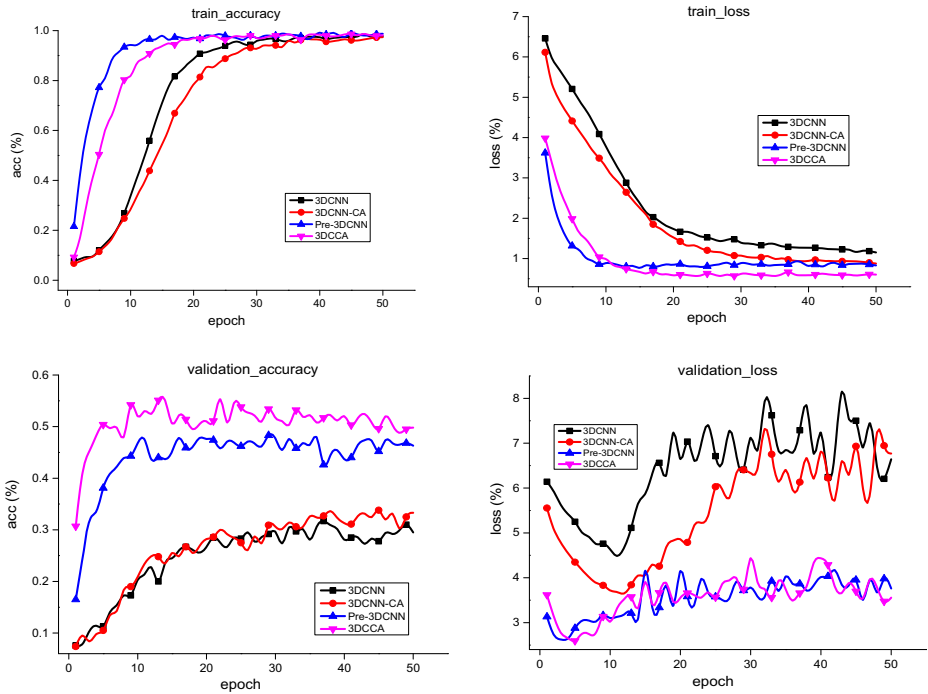 train_accuracy
1.0
0.8
0.6
0.4
0.2
0.0
acc (%)
3DCNN
3DCNN-CA
Pre-3DCNN
3DCCA
0 10 20 30 40 50
epoch
train_loss
7
6
5
4
3
2
1
0
loss (%)
3DCNN
3DCNN-CA
Pre-3DCNN
3DCCA
0 10 20 30 40 50
epoch
validation_accuracy
0.6
0.5
0.4
0.3
0.2
0.1
acc (%)
3DCNN
3DCNN-CA
Pre-3DCNN
3DCCA
0 10 20 30 40 50
epoch
validation_loss
8
7
6
5
4
3
loss (%)
3DCNN
3DCNN-CA
Pre-3DCNN
3DCCA
0 10 20 30 40 50
epoch